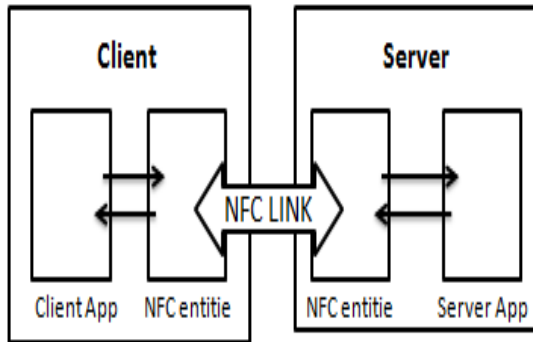 Client
Server
NFC LINK
Client App
NFC entitie
NFC entitie
Server App